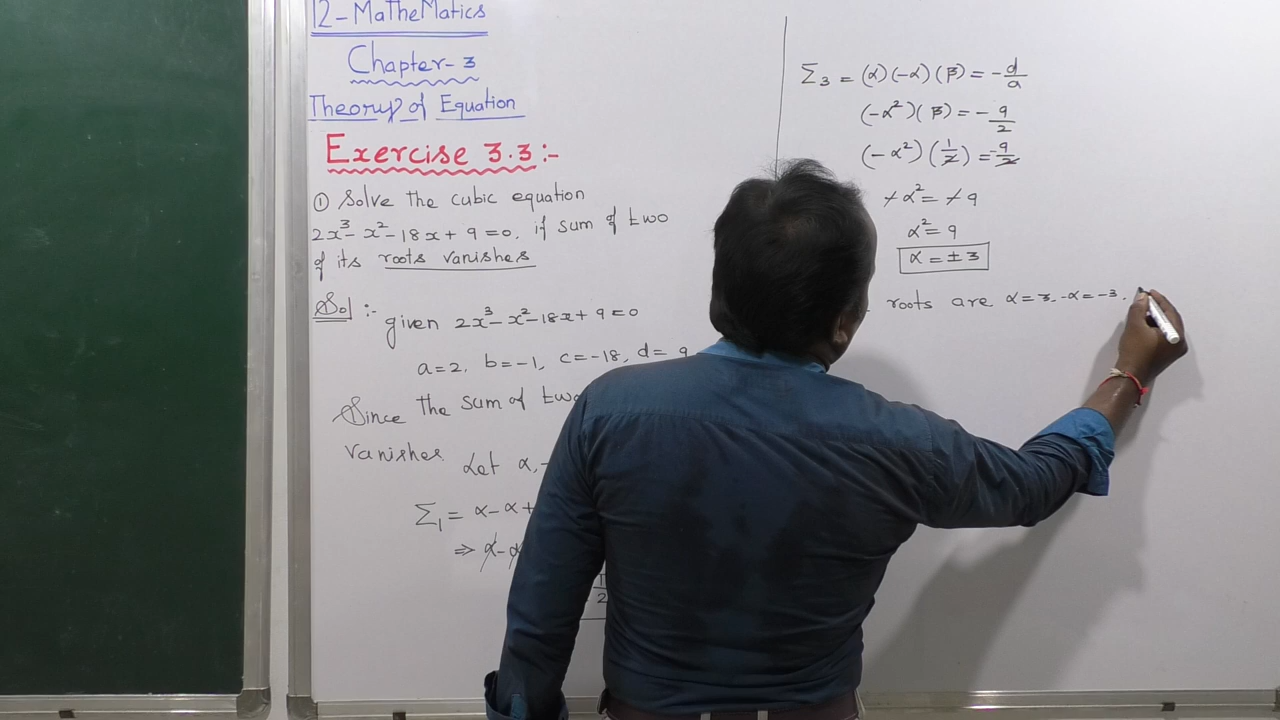 12-MaTheMatics
Chapter-3
Theory of Equation
Exercise 3.3:-
① Solve the cubic equation
2x³-x²-18x+9=0. if sum of two
of its roots vanishes
Sol:-
given 2x³-x²-18x+9=0
a=2, b=-1, c=-18, d=9
Since the sum of two
vanishes. Let α,-
Σ₁= α-α+
⇒ α-α
Σ₃ = (α)(-α)(β) = -d/a
(-α²)(β)=-9/2
(-α²)(1/2)=-9/2
-α²=-9
α²=9
α=±3
roots are α=3,-α=-3.